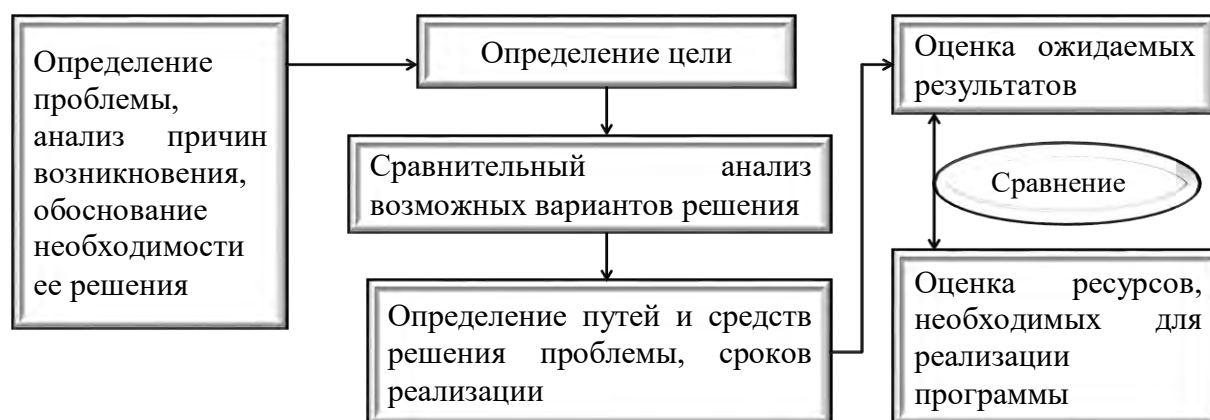 Определение
проблемы,
анализ причин
возникновения,
обоснование
необходимости
ее решения
Определение цели
Сравнительный анализ
возможных вариантов решения
Определение путей и средств
решения проблемы, сроков
реализации
Оценка ожидаемых
результатов
Сравнение
Оценка ресурсов,
необходимых для
реализации
программы